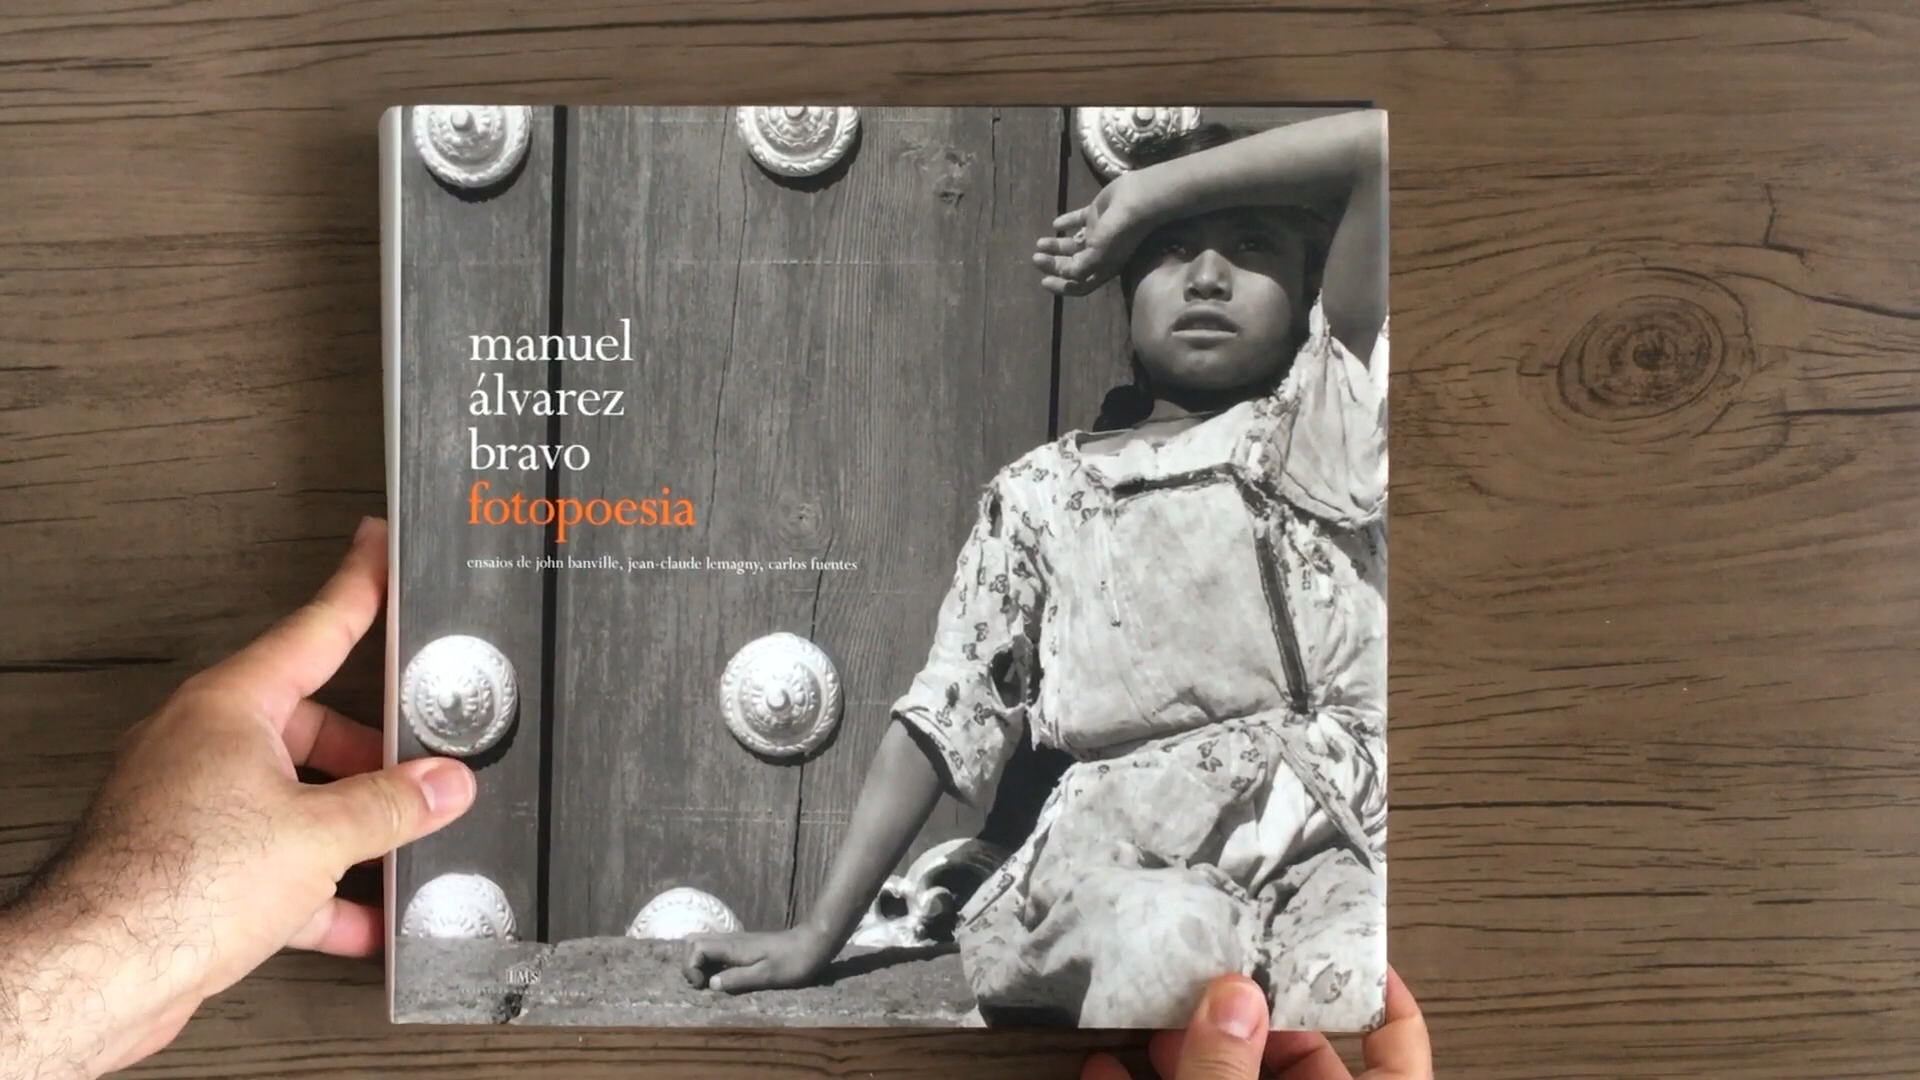 manuel
álvarez
bravo
fotopoesia
ensaios de john banville, jean-claude lemagny, carlos fuentes
IMS